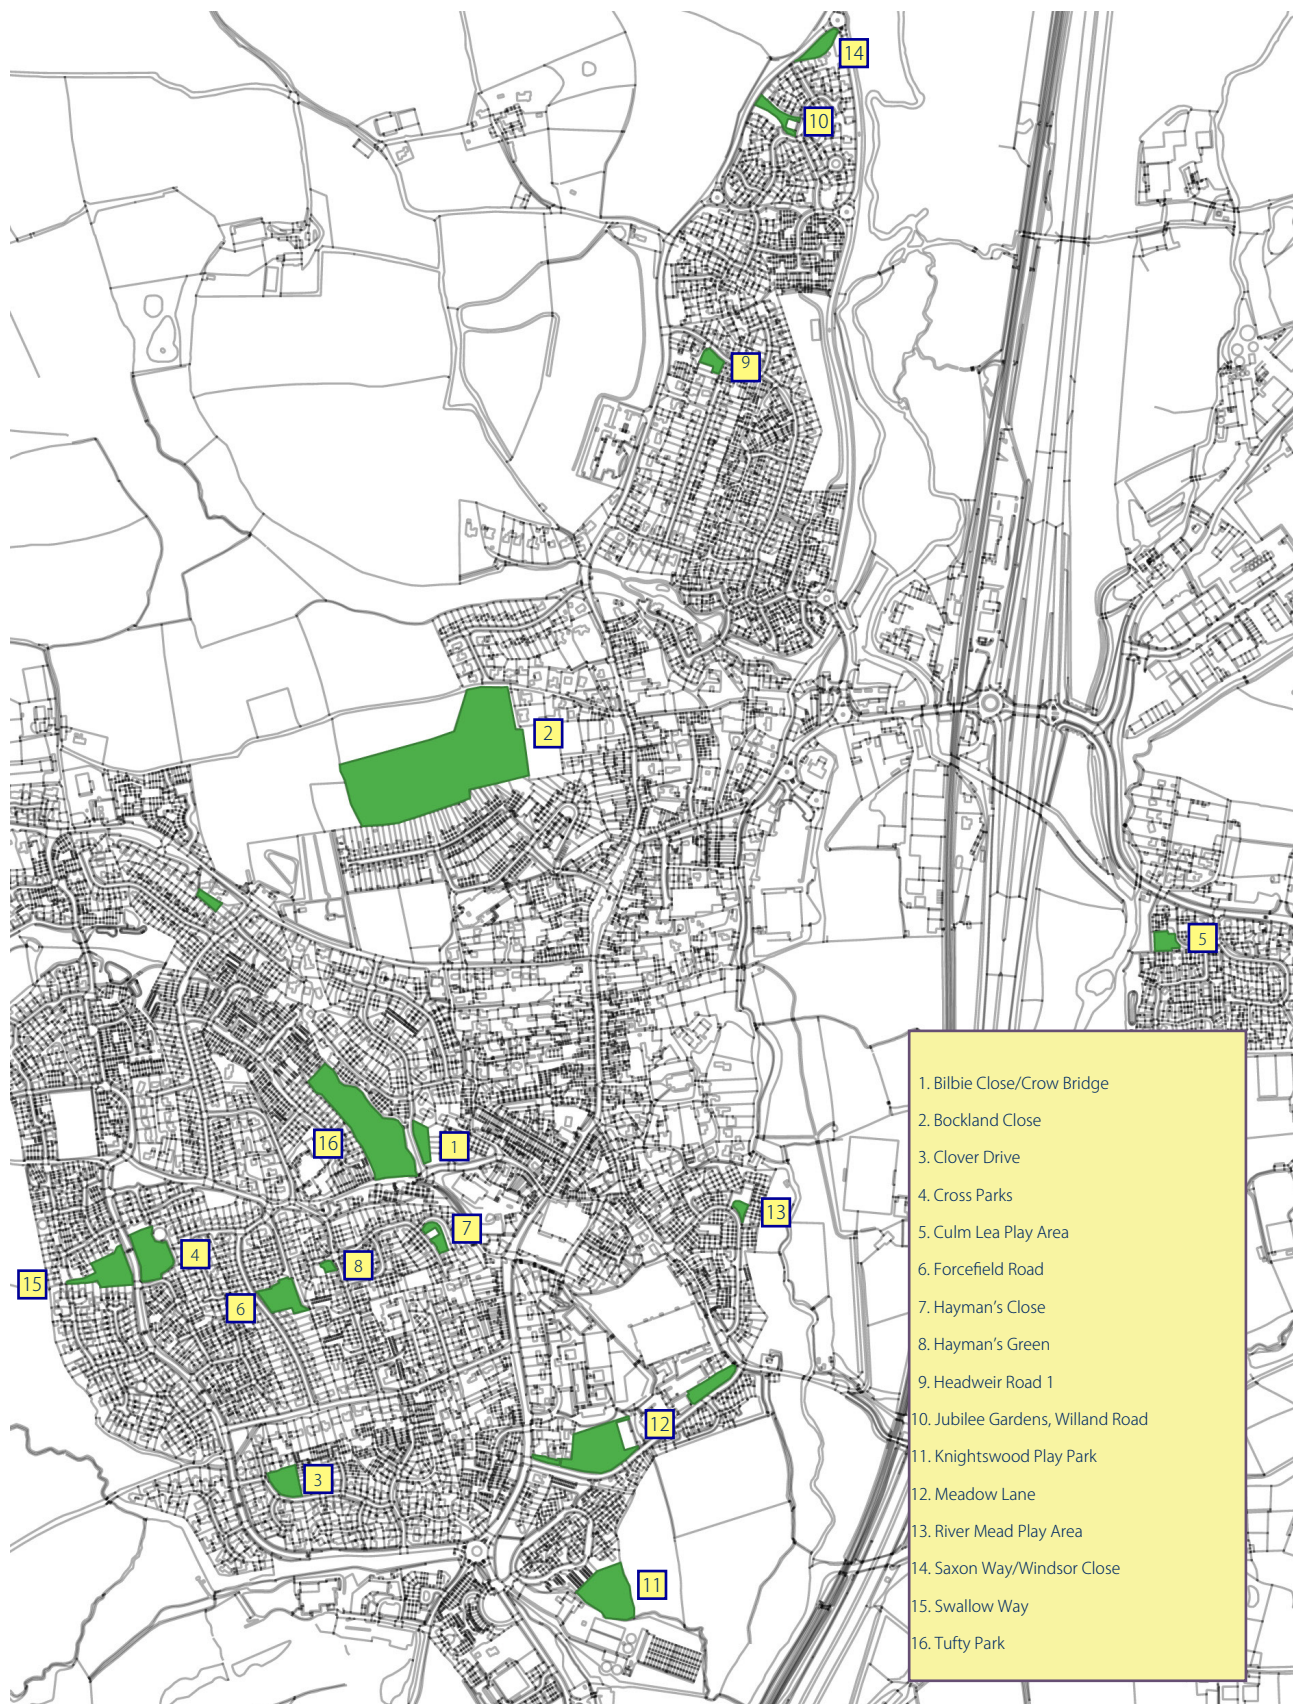 14
10
9
2
5
16
1
13
7
4
8
15
6
12
3
11
1. Bilbie Close/Crow Bridge
2. Bockland Close
3. Clover Drive
4. Cross Parks
5. Culm Lea Play Area
6. Forcefield Road
7. Hayman’s Close
8. Hayman’s Green
9. Headweir Road 1
10. Jubilee Gardens, Willand Road
11. Knightswood Play Park
12. Meadow Lane
13. River Mead Play Area
14. Saxon Way/Windsor Close
15. Swallow Way
16. Tufty Park